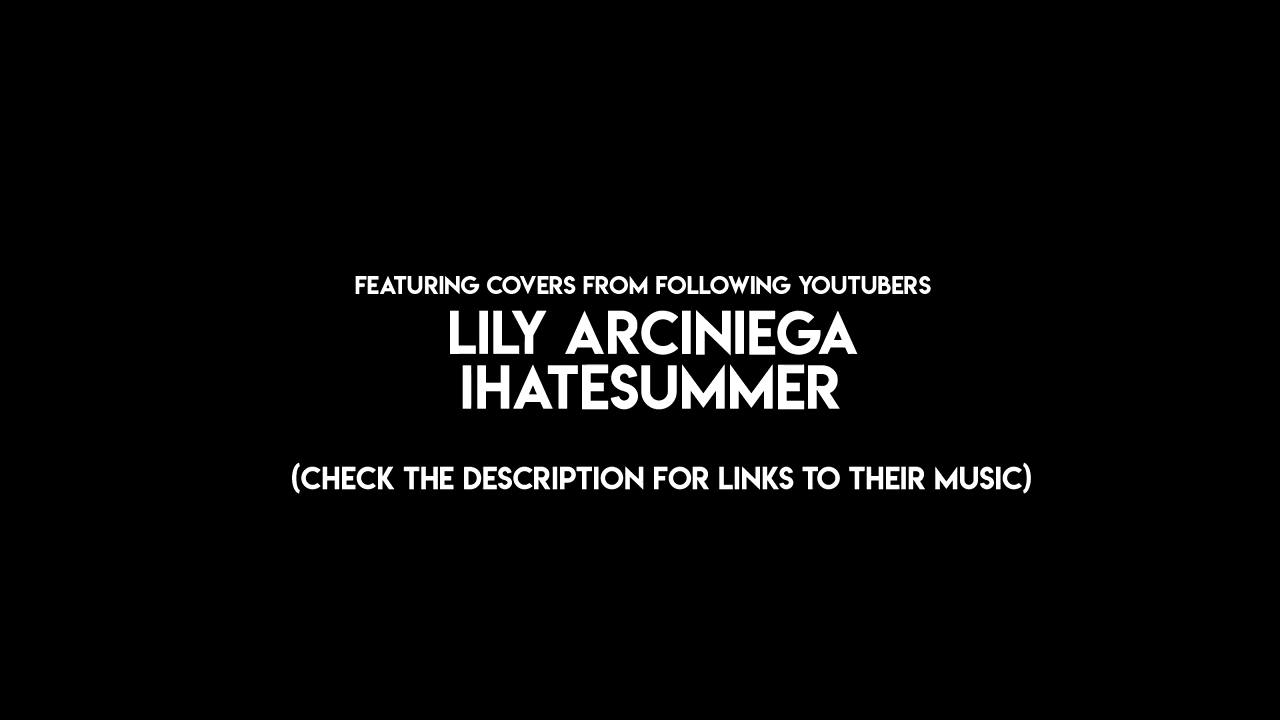 FEATURING COVERS FROM FOLLOWING YOUTUBERS
LILY ARCINIEGA
IHATESUMMER
(CHECK THE DESCRIPTION FOR LINKS TO THEIR MUSIC)